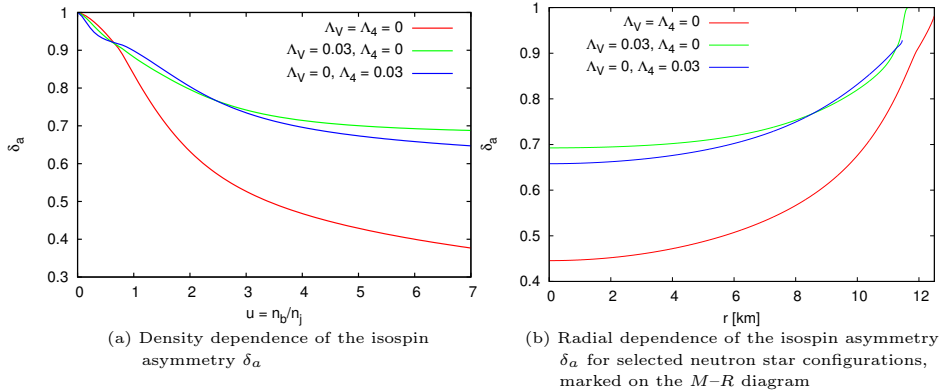 1
0.9
0.8
0.7
0.6
0.5
0.4
0.3
δa
0 1 2 3 4 5 6 7
u = nb/nj
ΛV = Λ4 = 0
ΛV = 0.03, Λ4 = 0
ΛV = 0, Λ4 = 0.03
(a) Density dependence of the isospin
asymmetry δa
1
0.9
0.8
0.7
0.6
0.5
0.4
δa
0 2 4 6 8 10 12
r [km]
ΛV = Λ4 = 0
ΛV = 0.03, Λ4 = 0
ΛV = 0, Λ4 = 0.03
(b) Radial dependence of the isospin asymmetry
δa for selected neutron star configurations,
marked on the M–R diagram